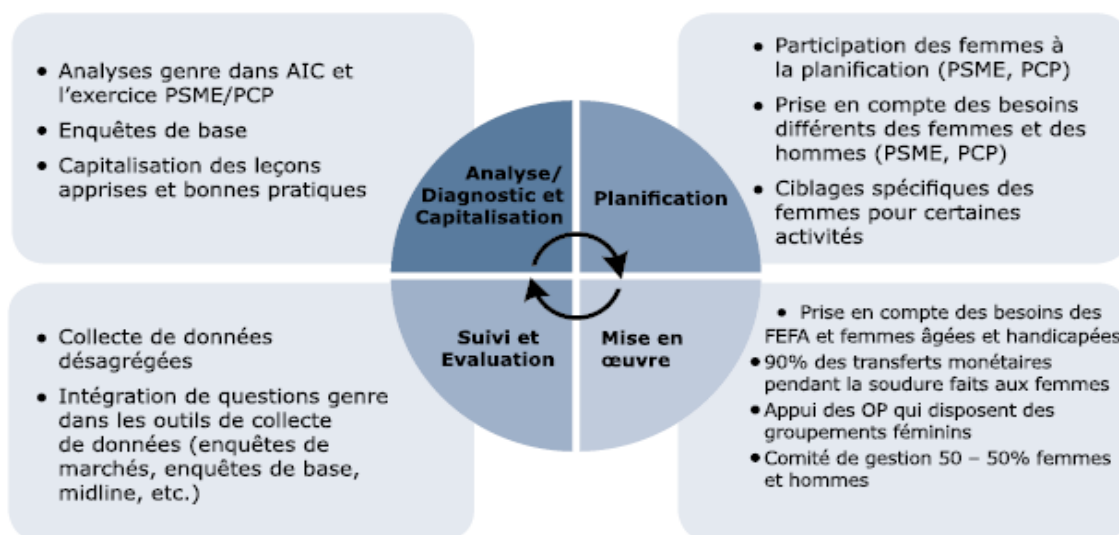 • Analyses genre dans AIC et
l'exercice PSME/PCP
• Enquêtes de base
• Capitalisation des leçons
apprises et bonnes pratiques
• Participation des femmes à
la planification (PSME, PCP)
• Prise en compte des besoins
différents des femmes et des
hommes (PSME, PCP)
• Ciblages spécifiques des
femmes pour certaines
activités
Analyse/
Diagnostic et
Capitalisation
Planification
Suivi et
Evaluation
Mise en
œuvre
• Collecte de données
désagrégées
• Intégration de questions genre
dans les outils de collecte
de données (enquêtes de
marchés, enquêtes de base,
midline, etc.)
• Prise en compte des besoins des
FEFA et femmes âgées et handicapées
• 90% des transferts monétaires
pendant la soudure faits aux femmes
• Appui des OP qui disposent des
groupements féminins
• Comité de gestion 50 – 50% femmes
et hommes